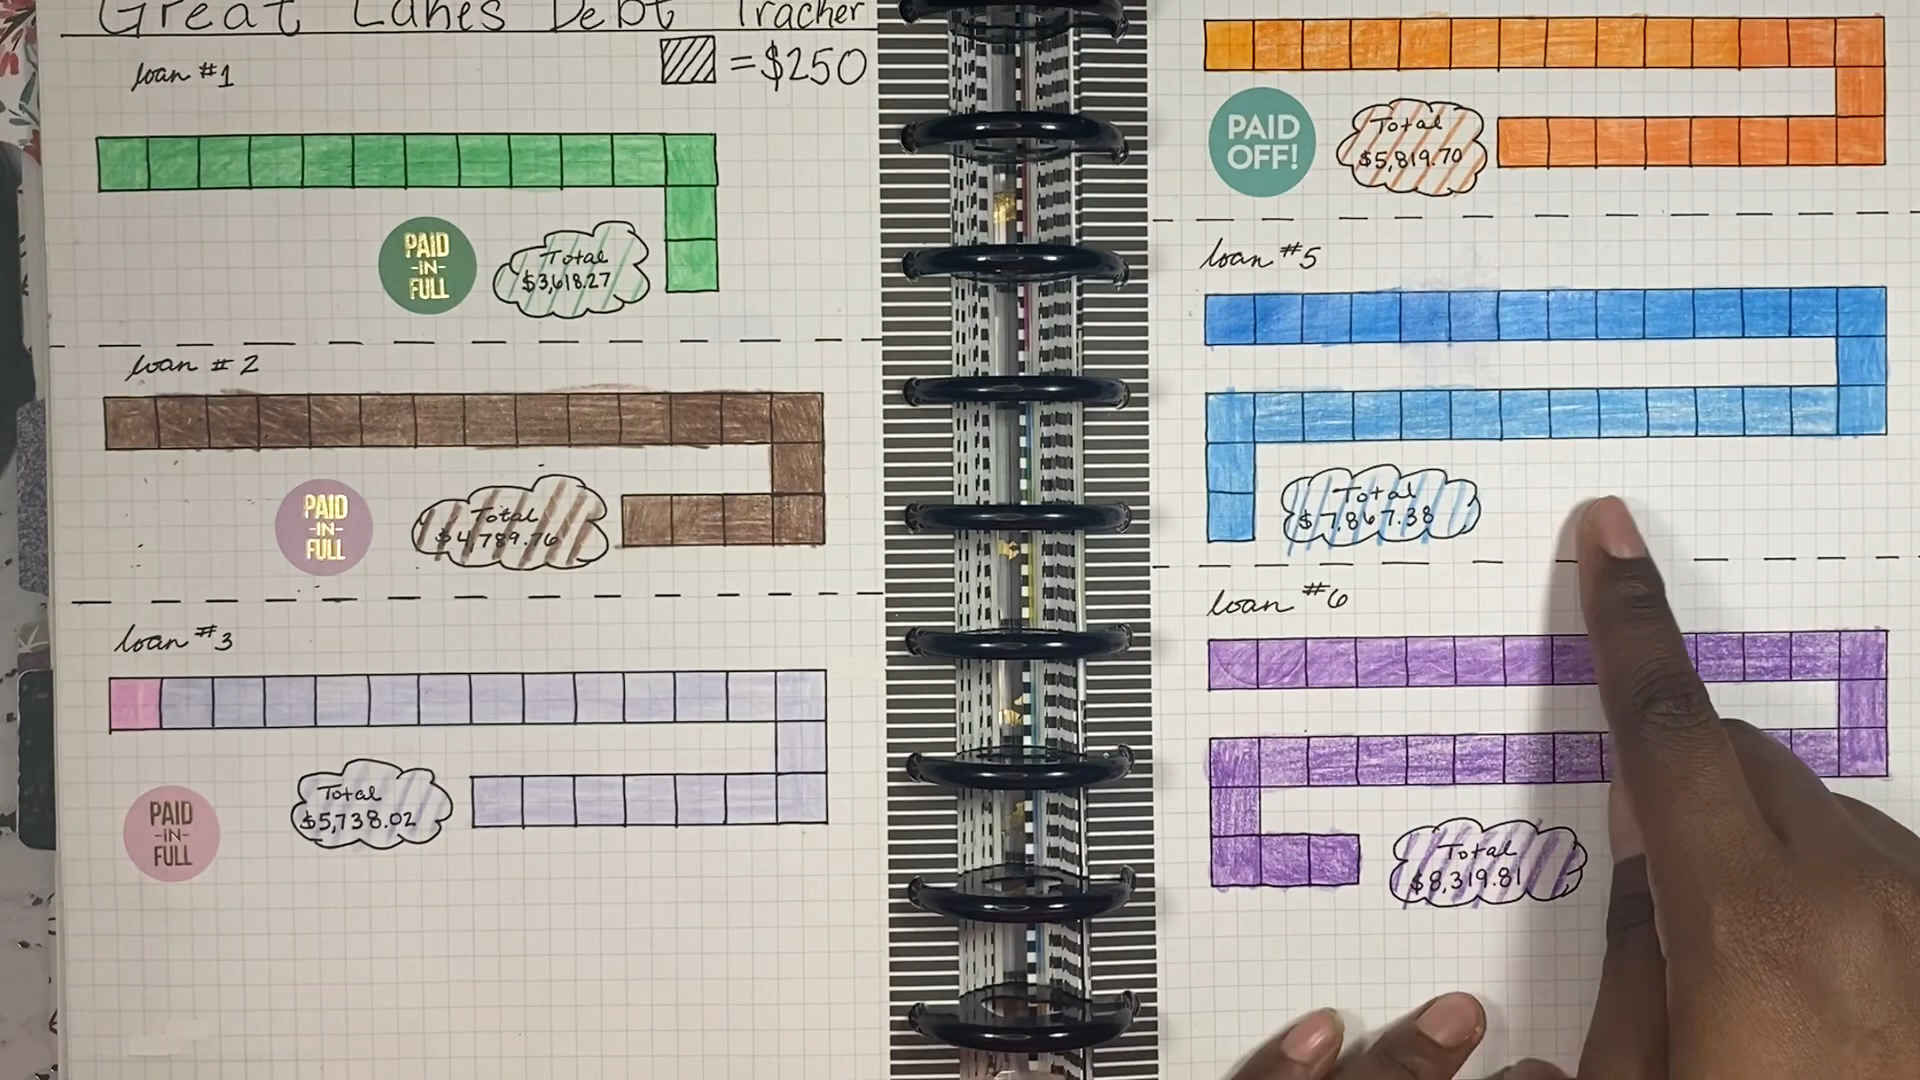 Great Lakes Debt Tracker
= $250
loan #1
PAID
-IN-
FULL
Total
$3,618.27
loan # 2
PAID
-IN-
FULL
Total
$4,789.76
loan #3
PAID
-IN-
FULL
Total
$5,738.02
PAID
OFF!
Total
$5,819.70
loan #5
Total
$7,867.38
loan #6
Total
$8,319.81